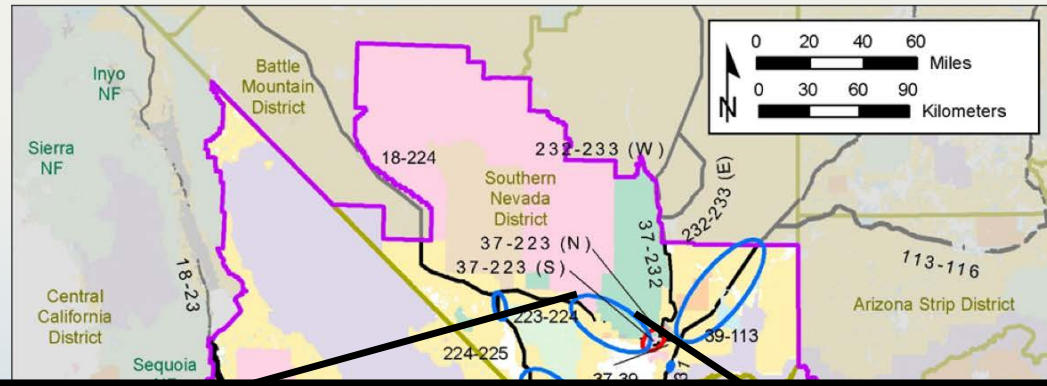 0 20 40 60
Miles
0 30 60 90
Kilometers
N
Inyo
NF
Battle
Mountain
District
Sierra
NF
18-224
232-233 (W)
232-233 (E)
Southern
Nevada
District
37-223 (N)
37-223 (S)
37-232
113-116
18-23
Central
California
District
Arizona Strip District
223-224
39-113
224-225
Sequoia
37-39